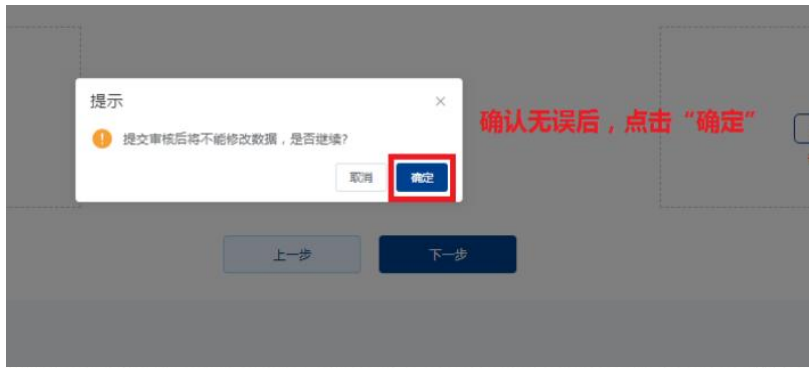 提示
×
提交审核后将不能修改数据，是否继续？
取消
确定
确认无误后，点击“确定”
上一步
下一步